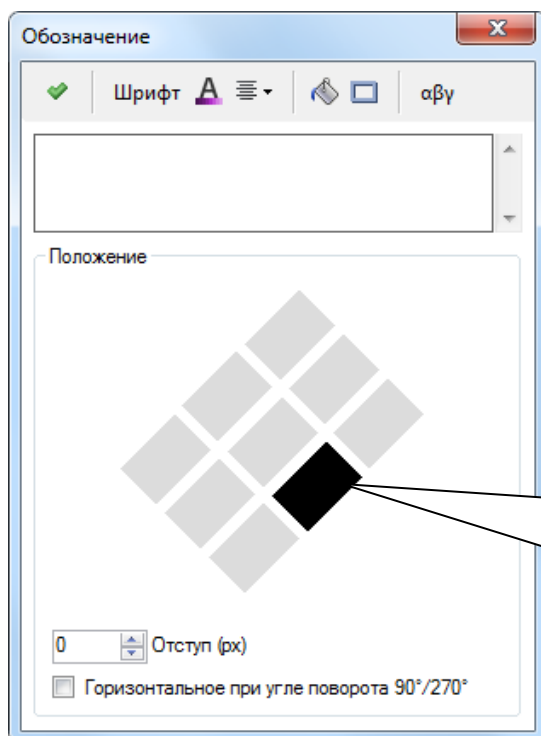 Обозначение
Шрифт А αβγ
Положение
0 Отступ (px)
Горизонтальное при угле поворота 90°/270°